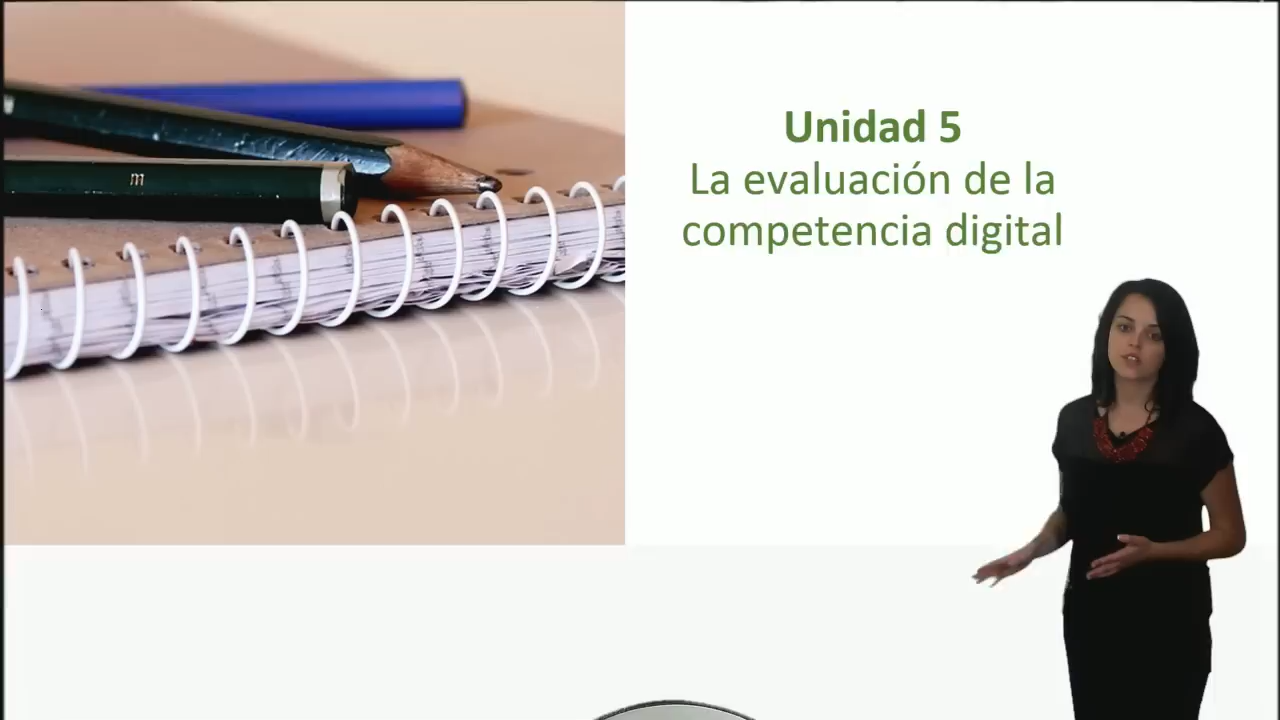 Unidad 5
La evaluación de la
competencia digital
m